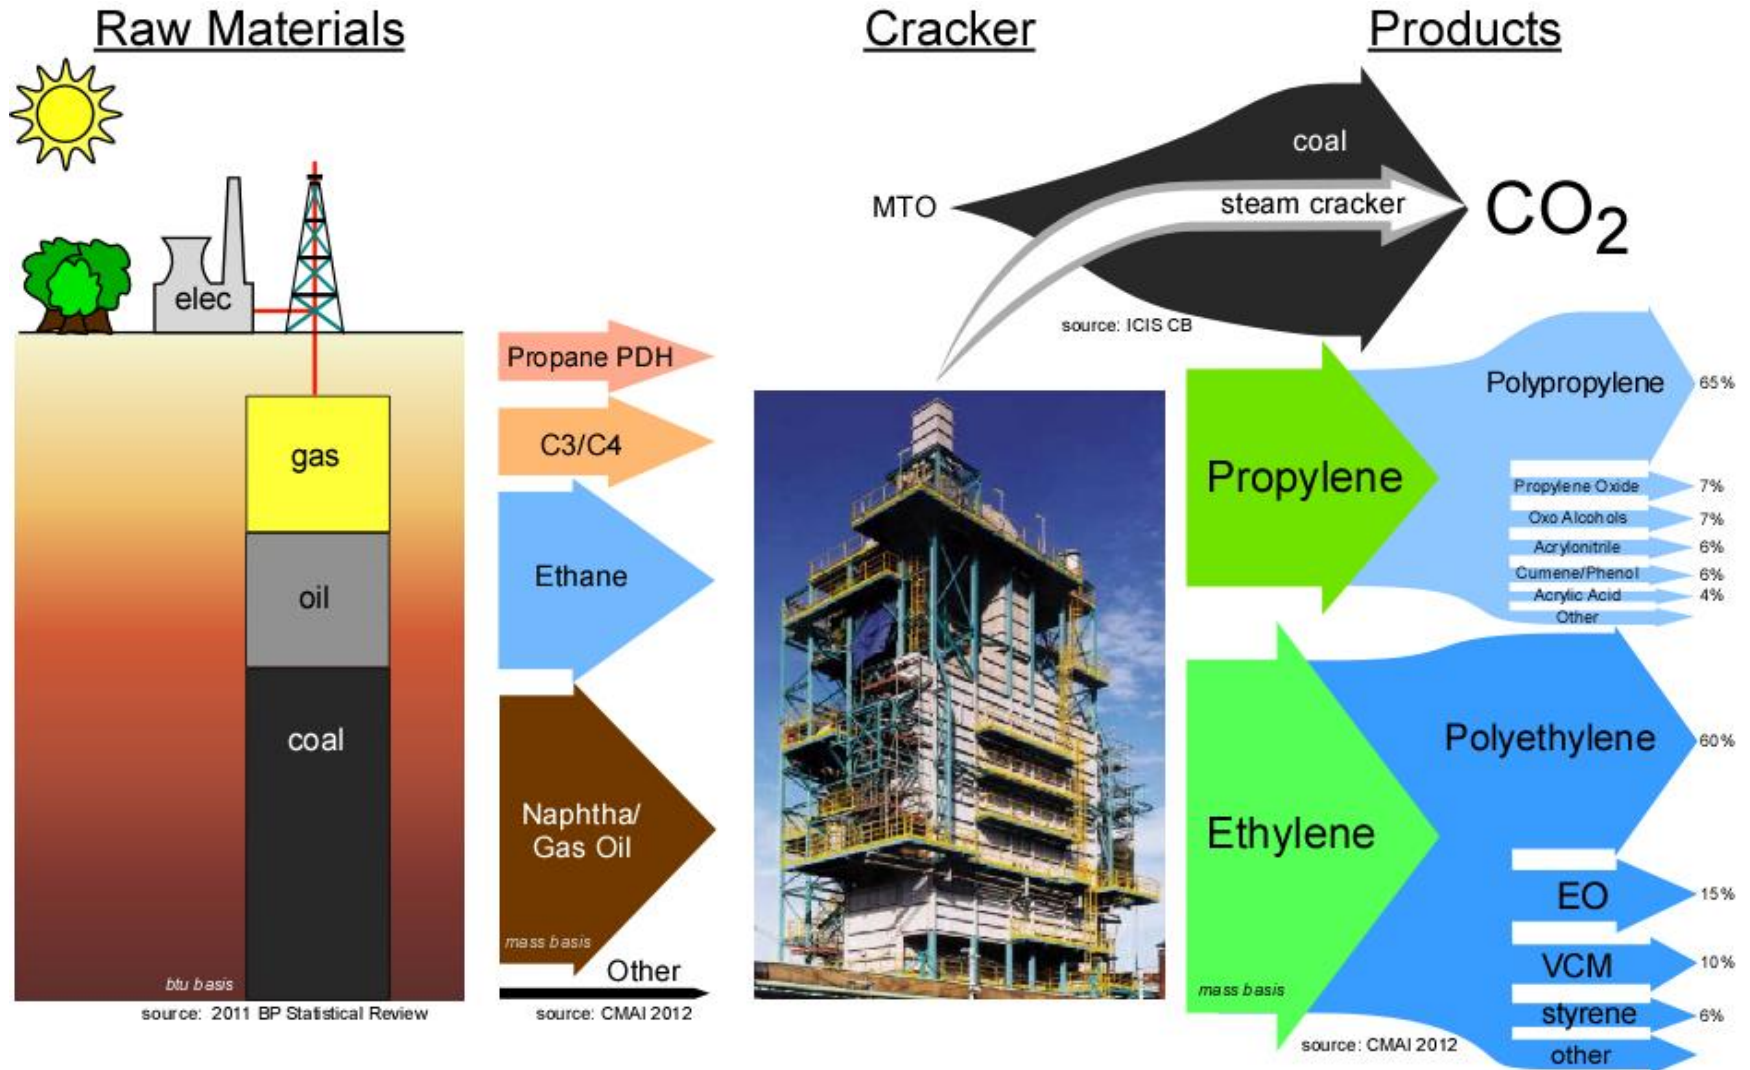 Raw Materials
Cracker
Products
coal
MTO
steam cracker
CO2
source: ICIS CB
elec
gas
oil
coal
btu basis
source: 2011 BP Statistical Review
Propane PDH
C3/C4
Ethane
Naphtha/
Gas Oil
mass basis
Other
source: CMAI 2012
Propylene
Polypropylene
65%
Propylene Oxide
7%
Oxo Alcohols
7%
Acrylonitrile
6%
Cumene/Phenol
6%
Acrylic Acid
4%
Other
Ethylene
mass basis
Polyethylene
60%
EO
15%
VCM
10%
styrene
6%
other
source: CMAI 2012